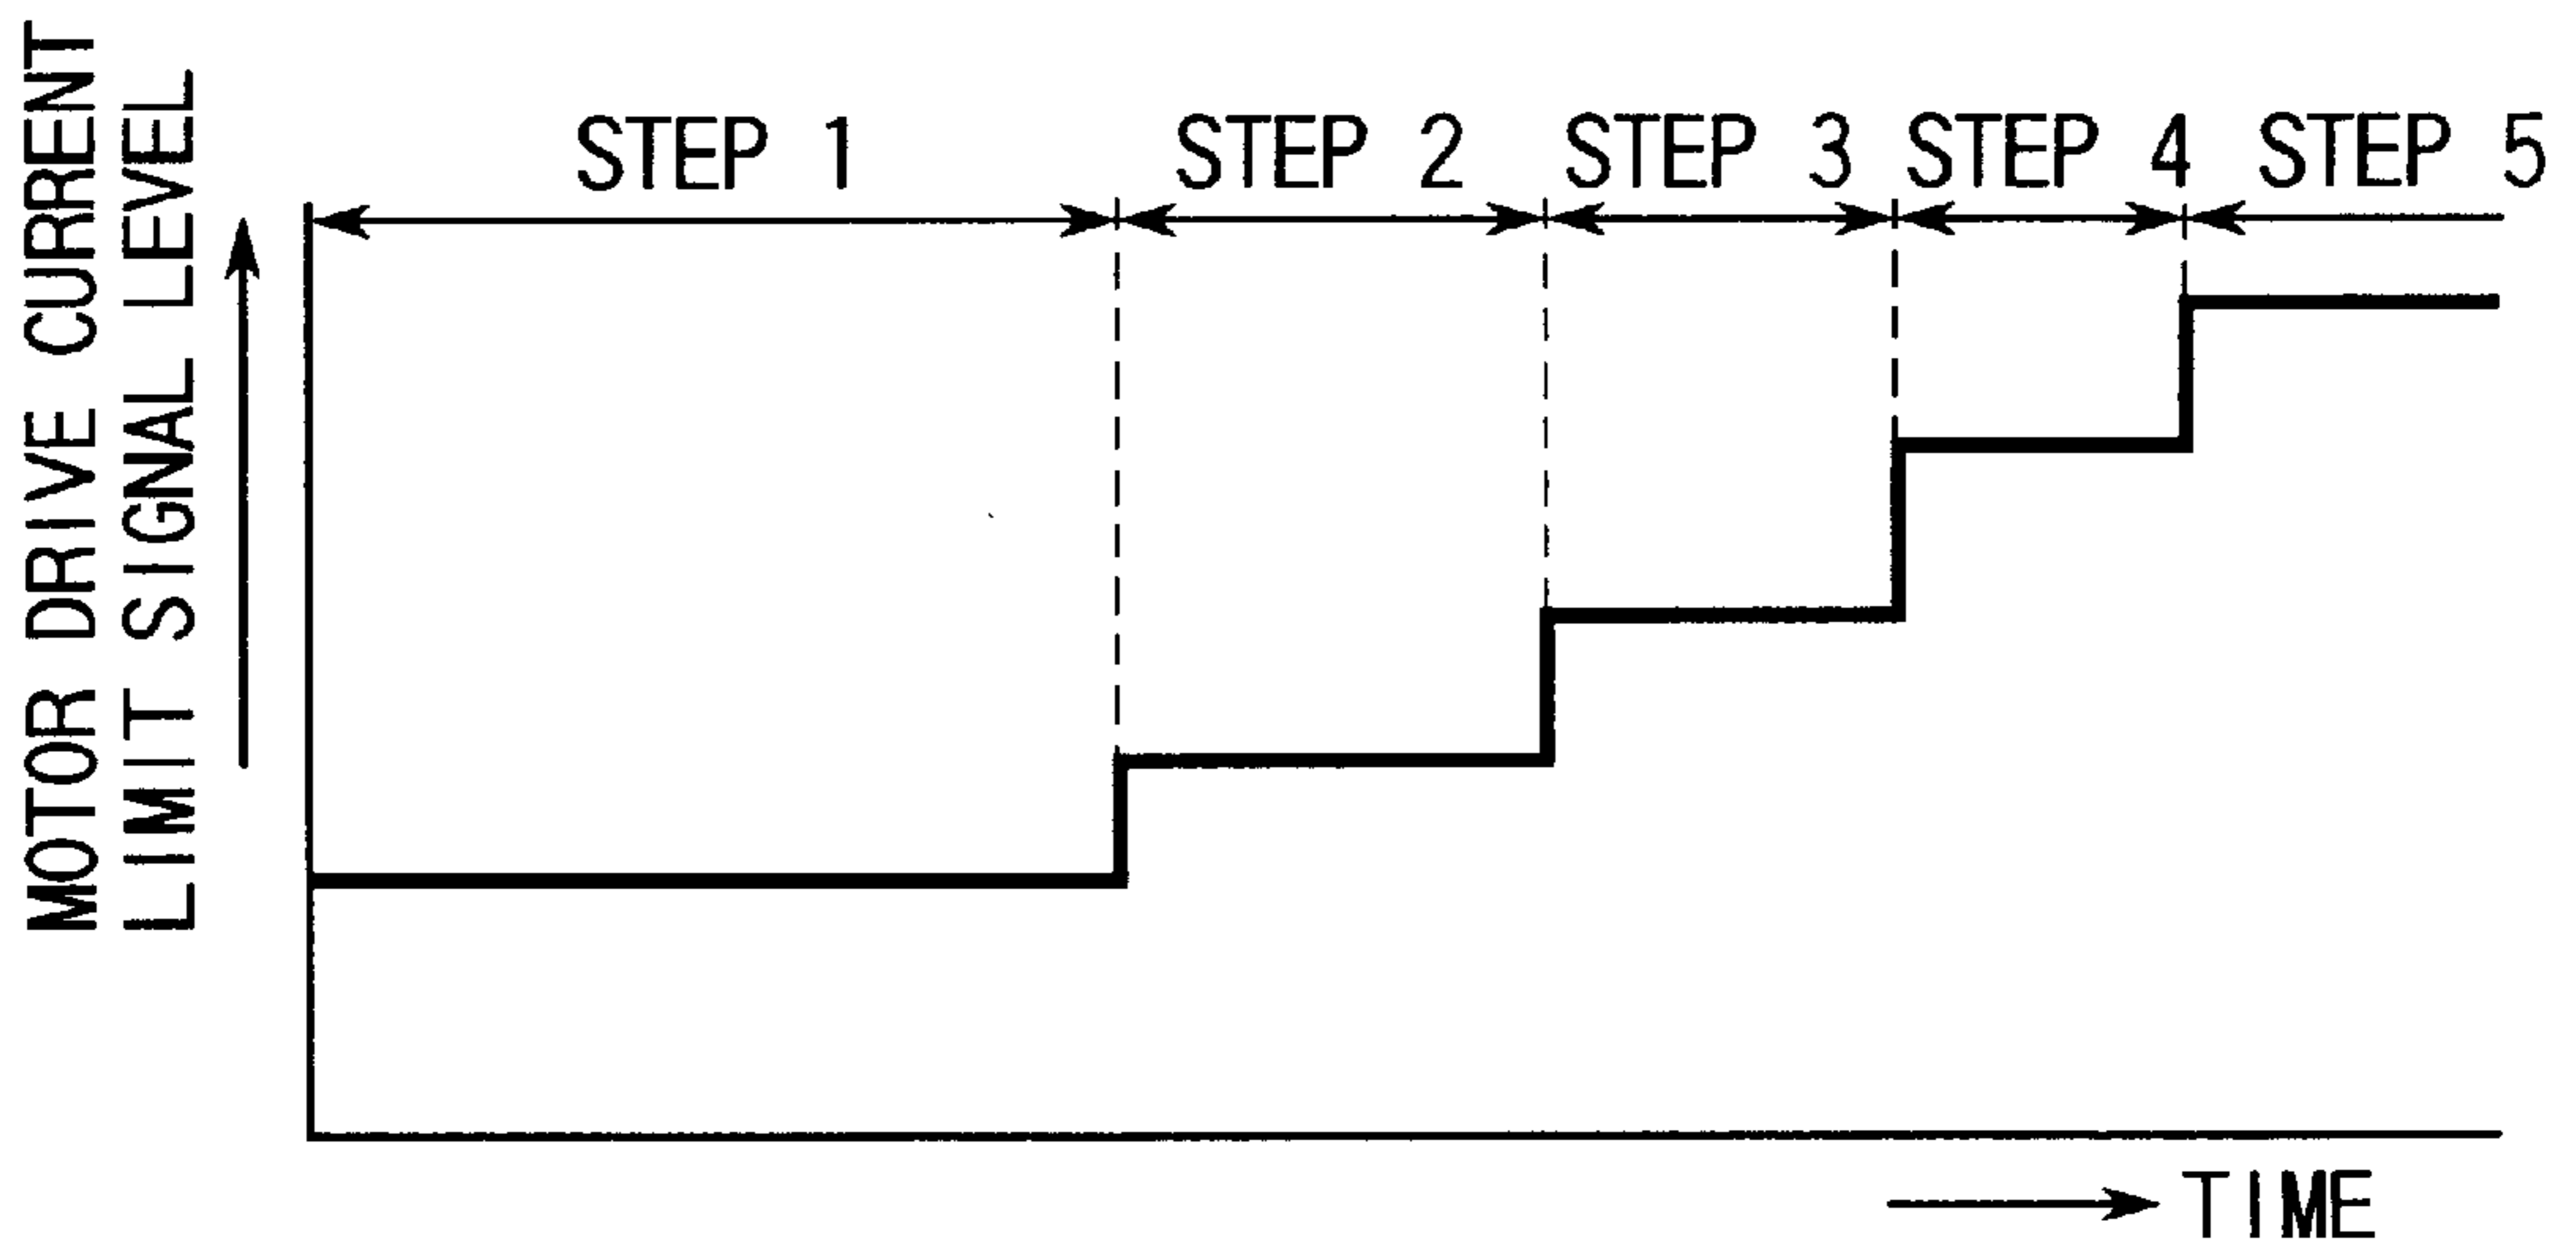 MOTOR DRIVE CURRENT
LIMIT SIGNAL LEVEL
STEP 1 STEP 2 STEP 3 STEP 4 STEP 5
TIME